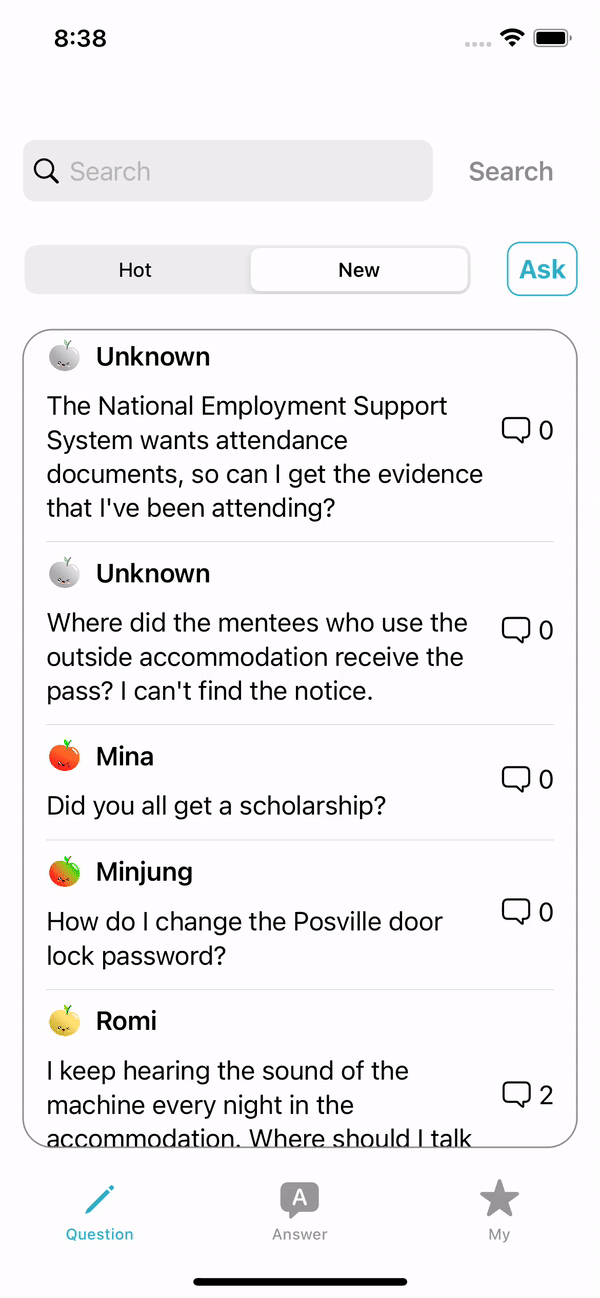 8:38
Search
Search
Hot
New
Ask
Unknown
The National Employment Support
System wants attendance
documents, so can I get the evidence
that I've been attending?
0
Unknown
Where did the mentees who use the
outside accommodation receive the
pass? I can't find the notice.
0
Mina
Did you all get a scholarship?
0
Minjung
How do I change the Posville door
lock password?
0
Romi
I keep hearing the sound of the
machine every night in the
accommodation. Where should I talk
2
A
Question
Answer
My